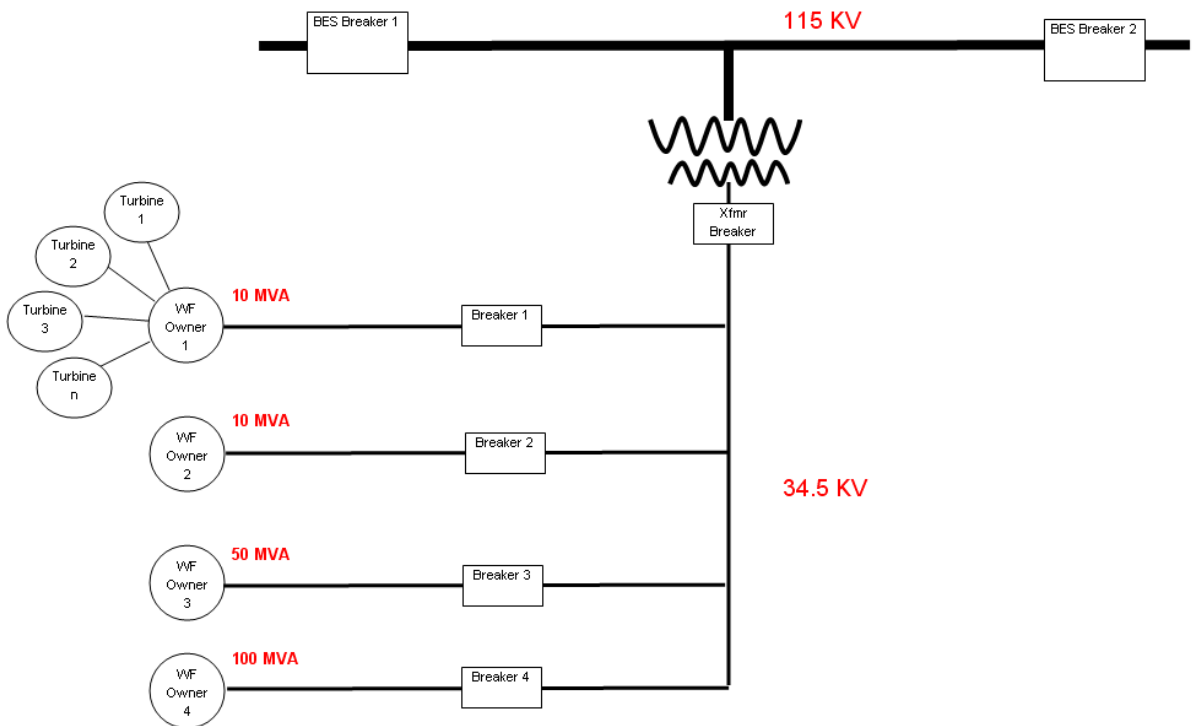 BES Breaker 1
115 KV
BES Breaker 2
Xfmr
Breaker
Turbine
1
Turbine
2
Turbine
3
Turbine
n
WF
Owner
1
10 MVA
Breaker 1
WF
Owner
2
10 MVA
Breaker 2
34.5 KV
WF
Owner
3
50 MVA
Breaker 3
WF
Owner
4
100 MVA
Breaker 4